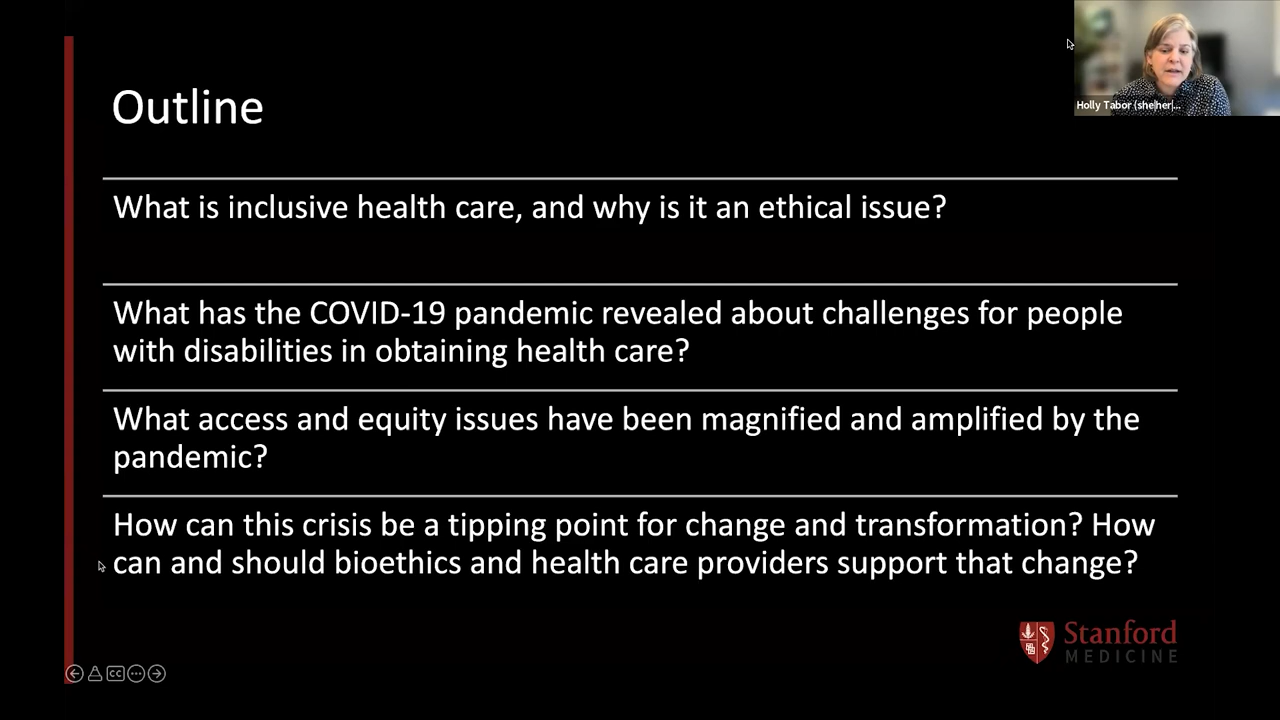 Outline
What is inclusive health care, and why is it an ethical issue?
What has the COVID-19 pandemic revealed about challenges for people
with disabilities in obtaining health care?
What access and equity issues have been magnified and amplified by the
pandemic?
How can this crisis be a tipping point for change and transformation? How
can and should bioethics and health care providers support that change?
Holly Tabor (she|her|...
Stanford
MEDICINE
CC